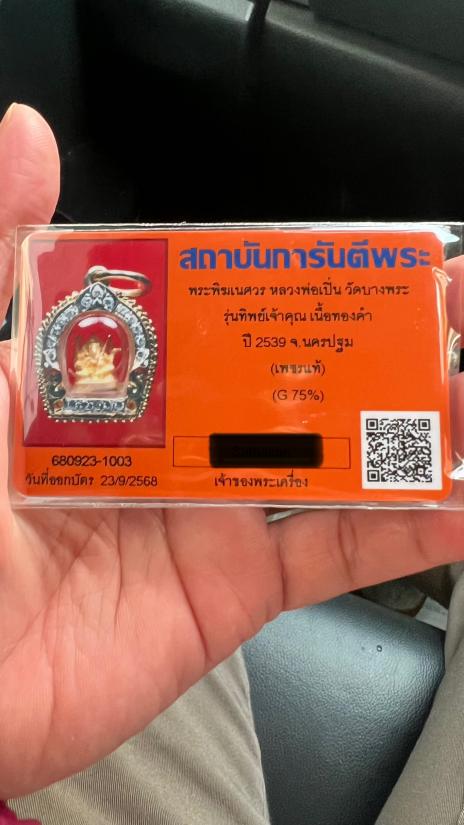 สถาบันการันตีพระ
พระพิฆเนศวร หลวงพ่อเปิ่น วัดบางพระ
รุ่นทิพย์เจ้าคุณ เนื้อทองคำ
ปี 2539 จ.นครปฐม
(เพชรแท้)
(G 75%)
680923-1003
วันที่ออกบัตร 23/9/2568
เจ้าของพระเครื่อง